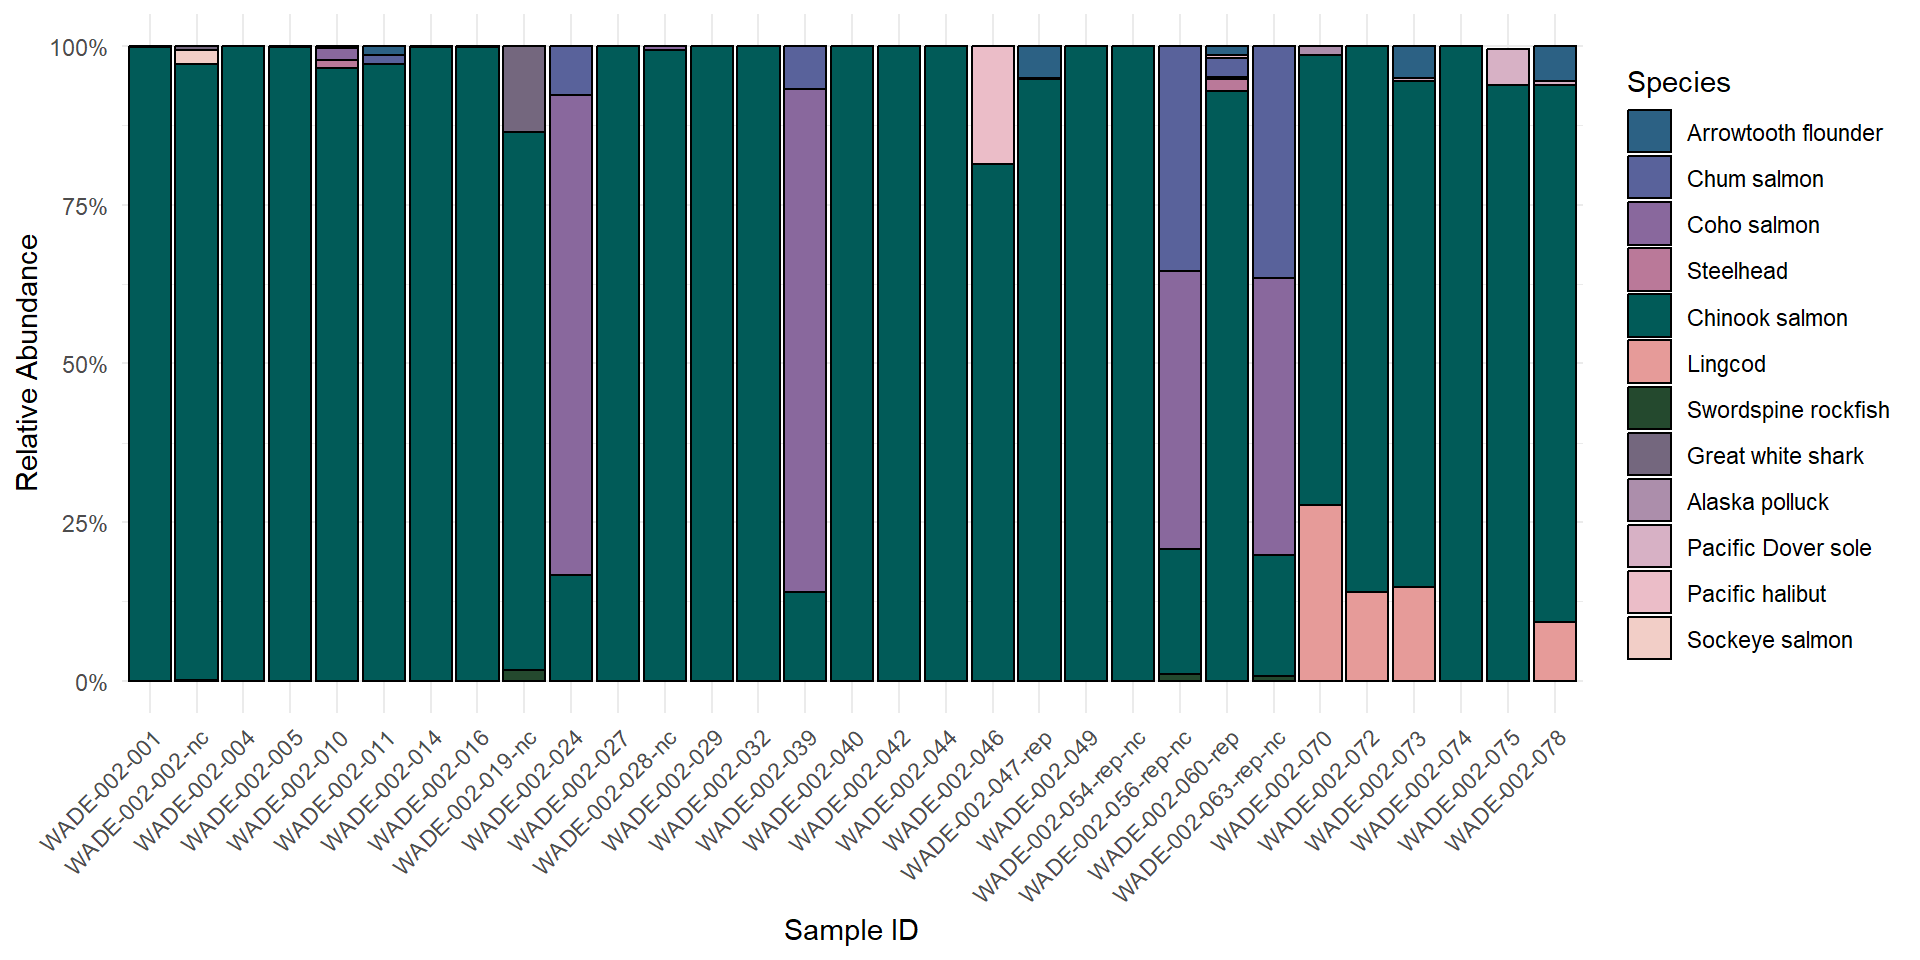 100%
75%
50%
25%
0%
Relative Abundance
WADE-002-001
WADE-002-002-nc
WADE-002-004
WADE-002-005
WADE-002-010
WADE-002-011
WADE-002-014
WADE-002-016
WADE-002-019-nc
WADE-002-024
WADE-002-027
WADE-002-028-nc
WADE-002-029
WADE-002-032
WADE-002-039
WADE-002-040
WADE-002-042
WADE-002-044
WADE-002-046
WADE-002-047-rep
WADE-002-049
WADE-002-054-rep-nc
WADE-002-056-rep-nc
WADE-002-060-rep
WADE-002-063-rep-nc
WADE-002-070
WADE-002-072
WADE-002-073
WADE-002-074
WADE-002-075
WADE-002-078
Sample ID
Species
Arrowtooth flounder
Chum salmon
Coho salmon
Steelhead
Chinook salmon
Lingcod
Swordspine rockfish
Great white shark
Alaska polluck
Pacific Dover sole
Pacific halibut
Sockeye salmon